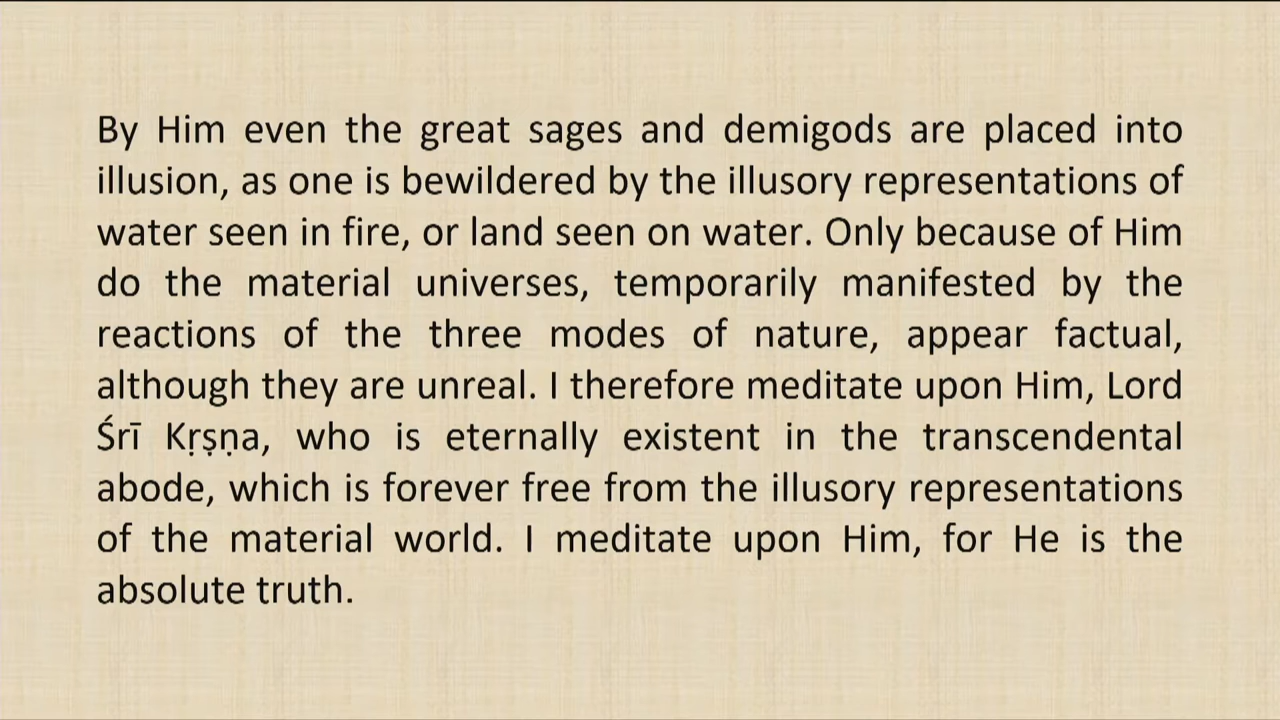 By Him even the great sages and demigods are placed into
illusion, as one is bewildered by the illusory representations of
water seen in fire, or land seen on water. Only because of Him
do the material universes, temporarily manifested by the
reactions of the three modes of nature, appear factual,
although they are unreal. I therefore meditate upon Him, Lord
Śrī Kṛṣṇa, who is eternally existent in the transcendental
abode, which is forever free from the illusory representations
of the material world. I meditate upon Him, for He is the
absolute truth.